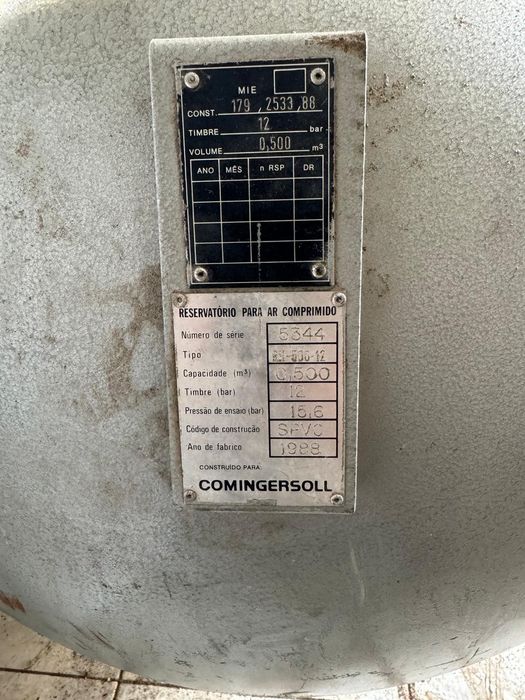 MIE
CONST. 179 , 2533 , 88
TIMBRE 12 bar
VOLUME 0,500 m³
ANO MÊS n RSP DR
RESERVATÓRIO PARA AR COMPRIMIDO
Número de série 5344
Tipo
Capacidade (m³) 0,500
Timbre (bar) 12
Pressão de ensaio (bar) 15,6
Código de construção
Ano de fabrico 1988
CONSTRUÍDO PARA:
COMINGERSOLL